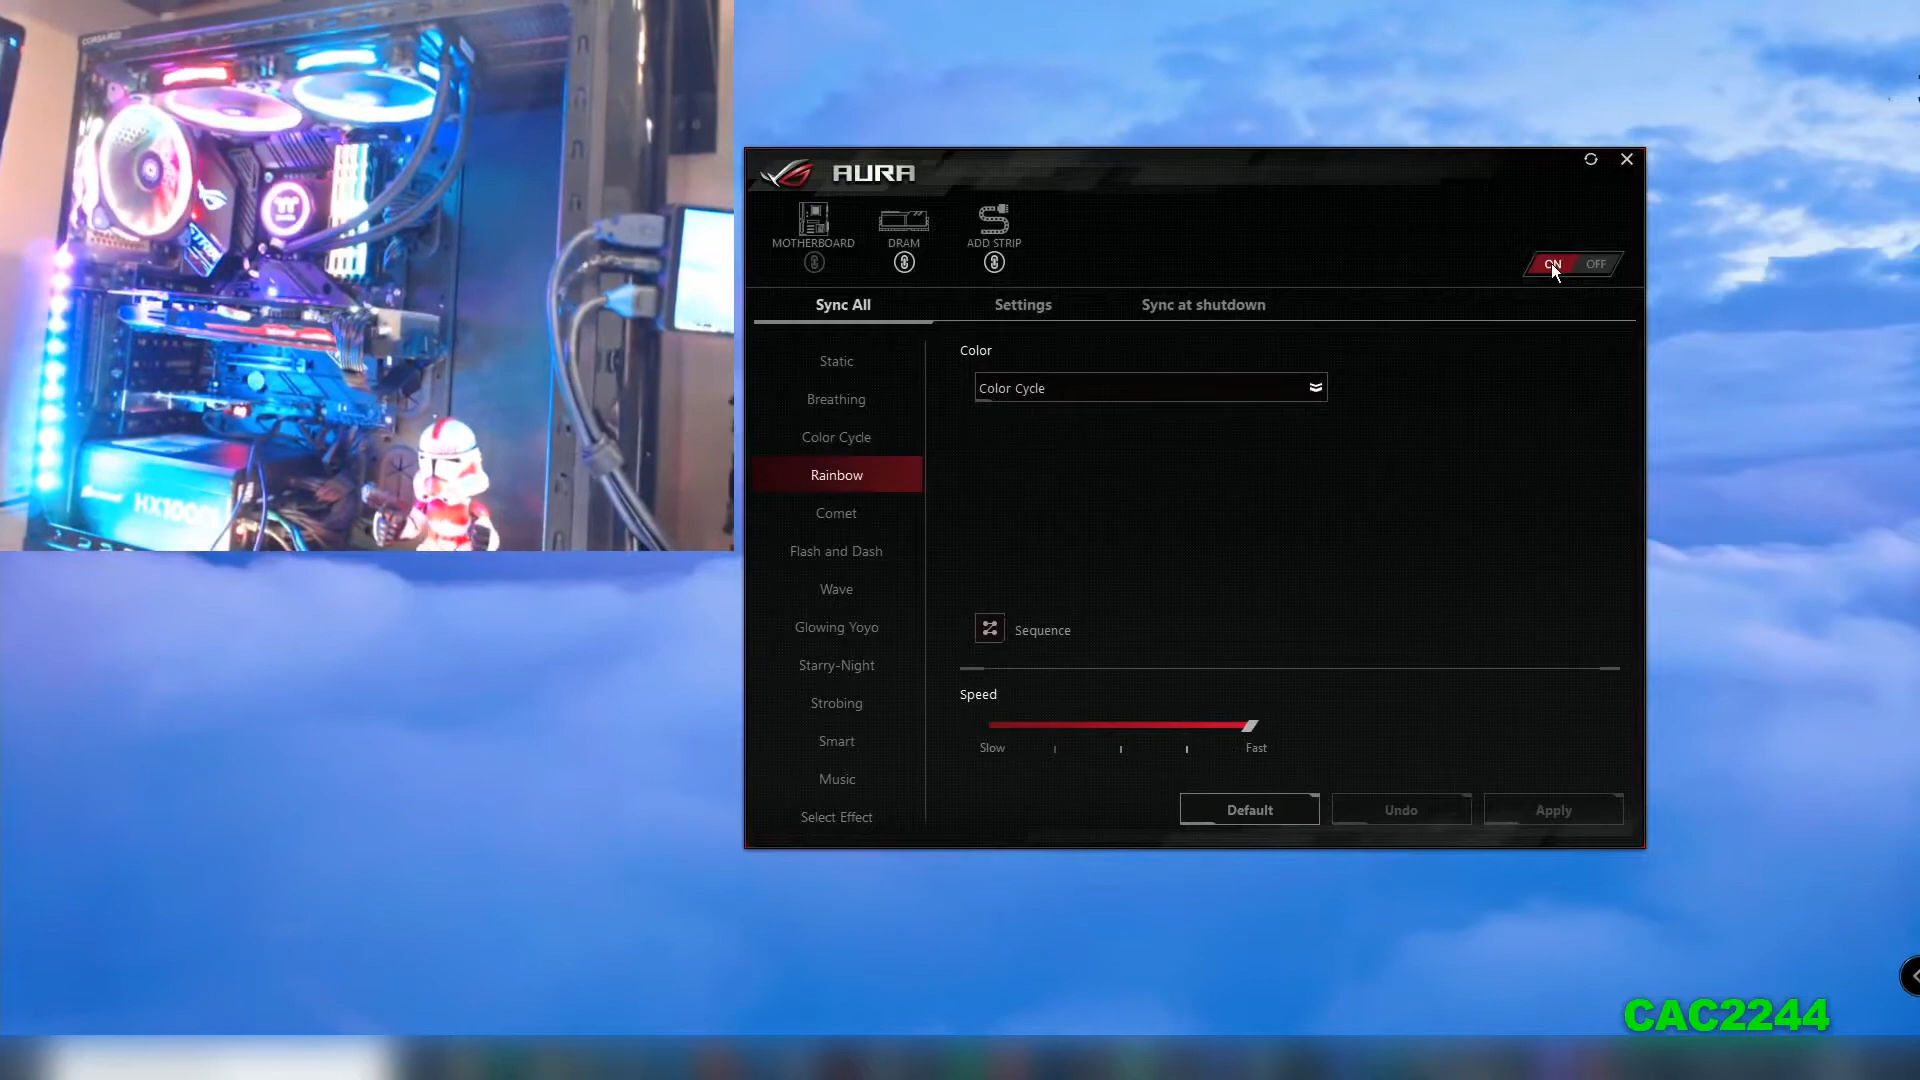 CORSAIR
HX1000
AURA
MOTHERBOARD
DRAM
ADD STRIP
ON
OFF
Sync All
Settings
Sync at shutdown
Static
Breathing
Color Cycle
Rainbow
Comet
Flash and Dash
Wave
Glowing Yoyo
Starry-Night
Strobing
Smart
Music
Select Effect
Color
Color Cycle
Sequence
Speed
Slow
Fast
Default
Undo
Apply
CAC2244